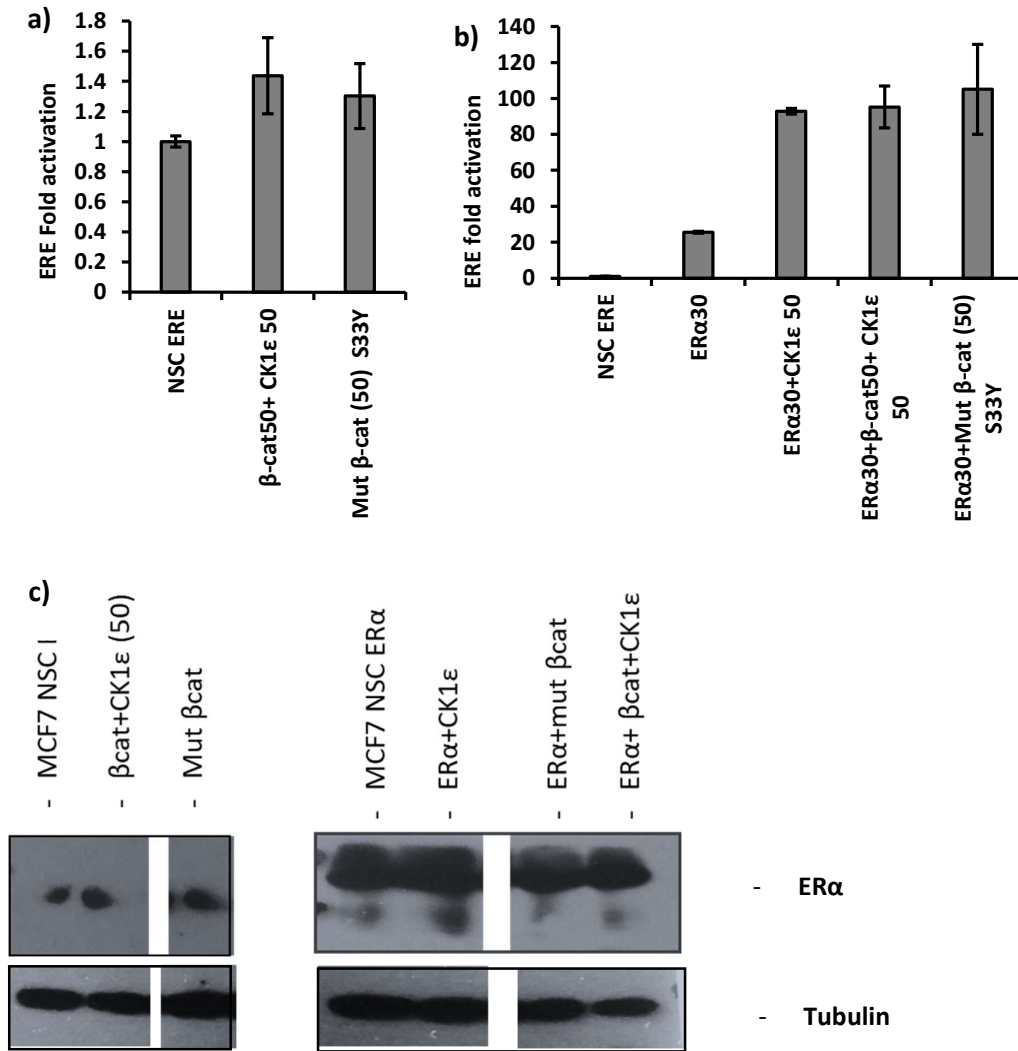 a)
1.8
1.6
1.4
1.2
1
0.8
0.6
0.4
0.2
0
ERE Fold activation
NSC ERE
β-cat50+ CK1ε 50
Mut β-cat (50) S33Y
b)
140
120
100
80
60
40
20
0
ERE fold activation
NSC ERE
ERα30
ERα30+CK1ε 50
ERα30+β-cat50+ CK1ε
50
ERα30+Mut β-cat (50)
S33Y
c)
- MCF7 NSC l
- βcat+CK1ε (50)
- Mut βcat
- MCF7 NSC ERα
- ERα+CK1ε
- ERα+mut βcat
- ERα+ βcat+CK1ε
- ERα
- Tubulin